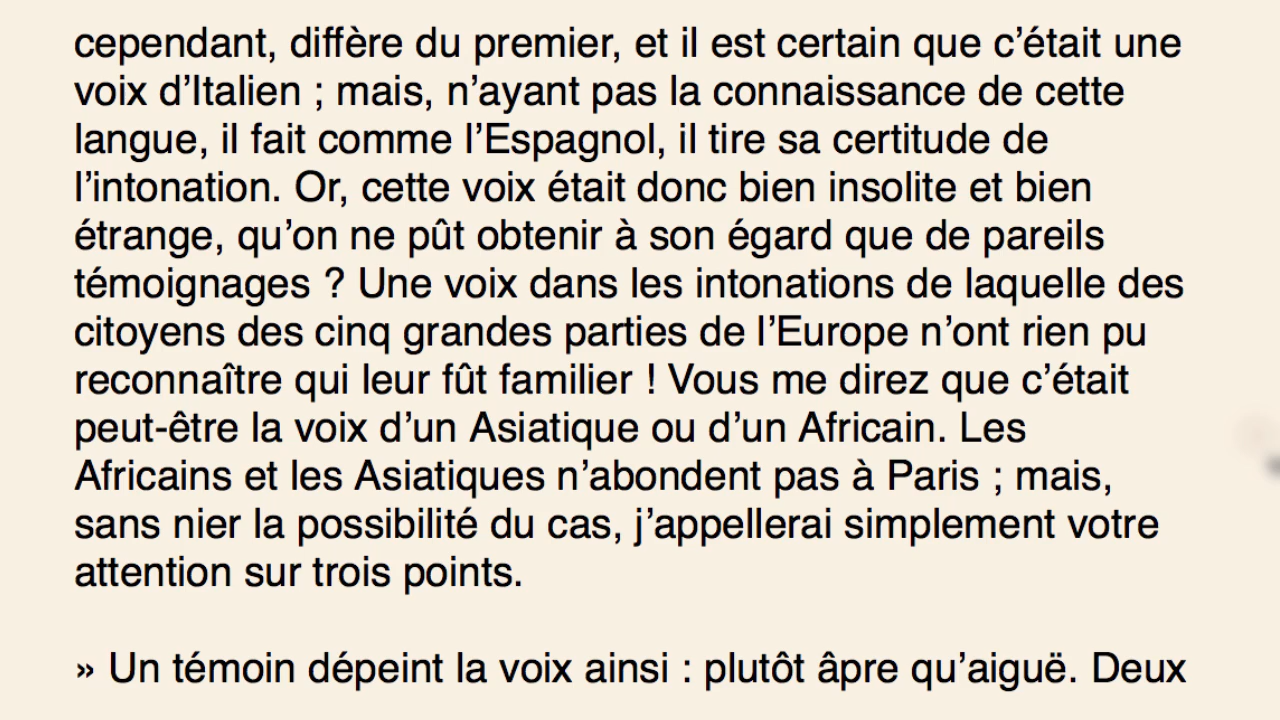 cependant, diffère du premier, et il est certain que c’était une
voix d’Italien ; mais, n’ayant pas la connaissance de cette
langue, il fait comme l’Espagnol, il tire sa certitude de
l’intonation. Or, cette voix était donc bien insolite et bien
étrange, qu’on ne pût obtenir à son égard que de pareils
témoignages ? Une voix dans les intonations de laquelle des
citoyens des cinq grandes parties de l’Europe n’ont rien pu
reconnaître qui leur fût familier ! Vous me direz que c’était
peut-être la voix d’un Asiatique ou d’un Africain. Les
Africains et les Asiatiques n’abondent pas à Paris ; mais,
sans nier la possibilité du cas, j’appellerai simplement votre
attention sur trois points.
» Un témoin dépeint la voix ainsi : plutôt âpre qu’aiguë. Deux